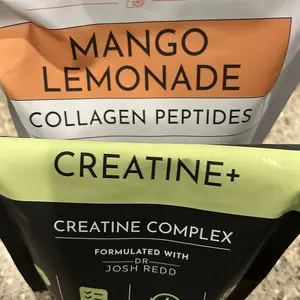 MANGO
LEMONADE
COLLAGEN PEPTIDES
CREATINE+
CREATINE COMPLEX
FORMULATED WITH
DR
JOSH REDD